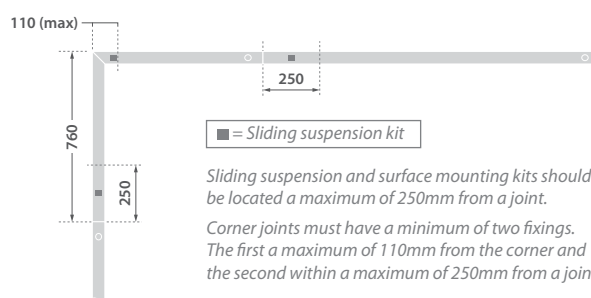 110 (max)
250
760
250
= Sliding suspension kit
Sliding suspension and surface mounting kits should
be located a maximum of 250mm from a joint.
Corner joints must have a minimum of two fixings.
The first a maximum of 110mm from the corner and
the second within a maximum of 250mm from a join